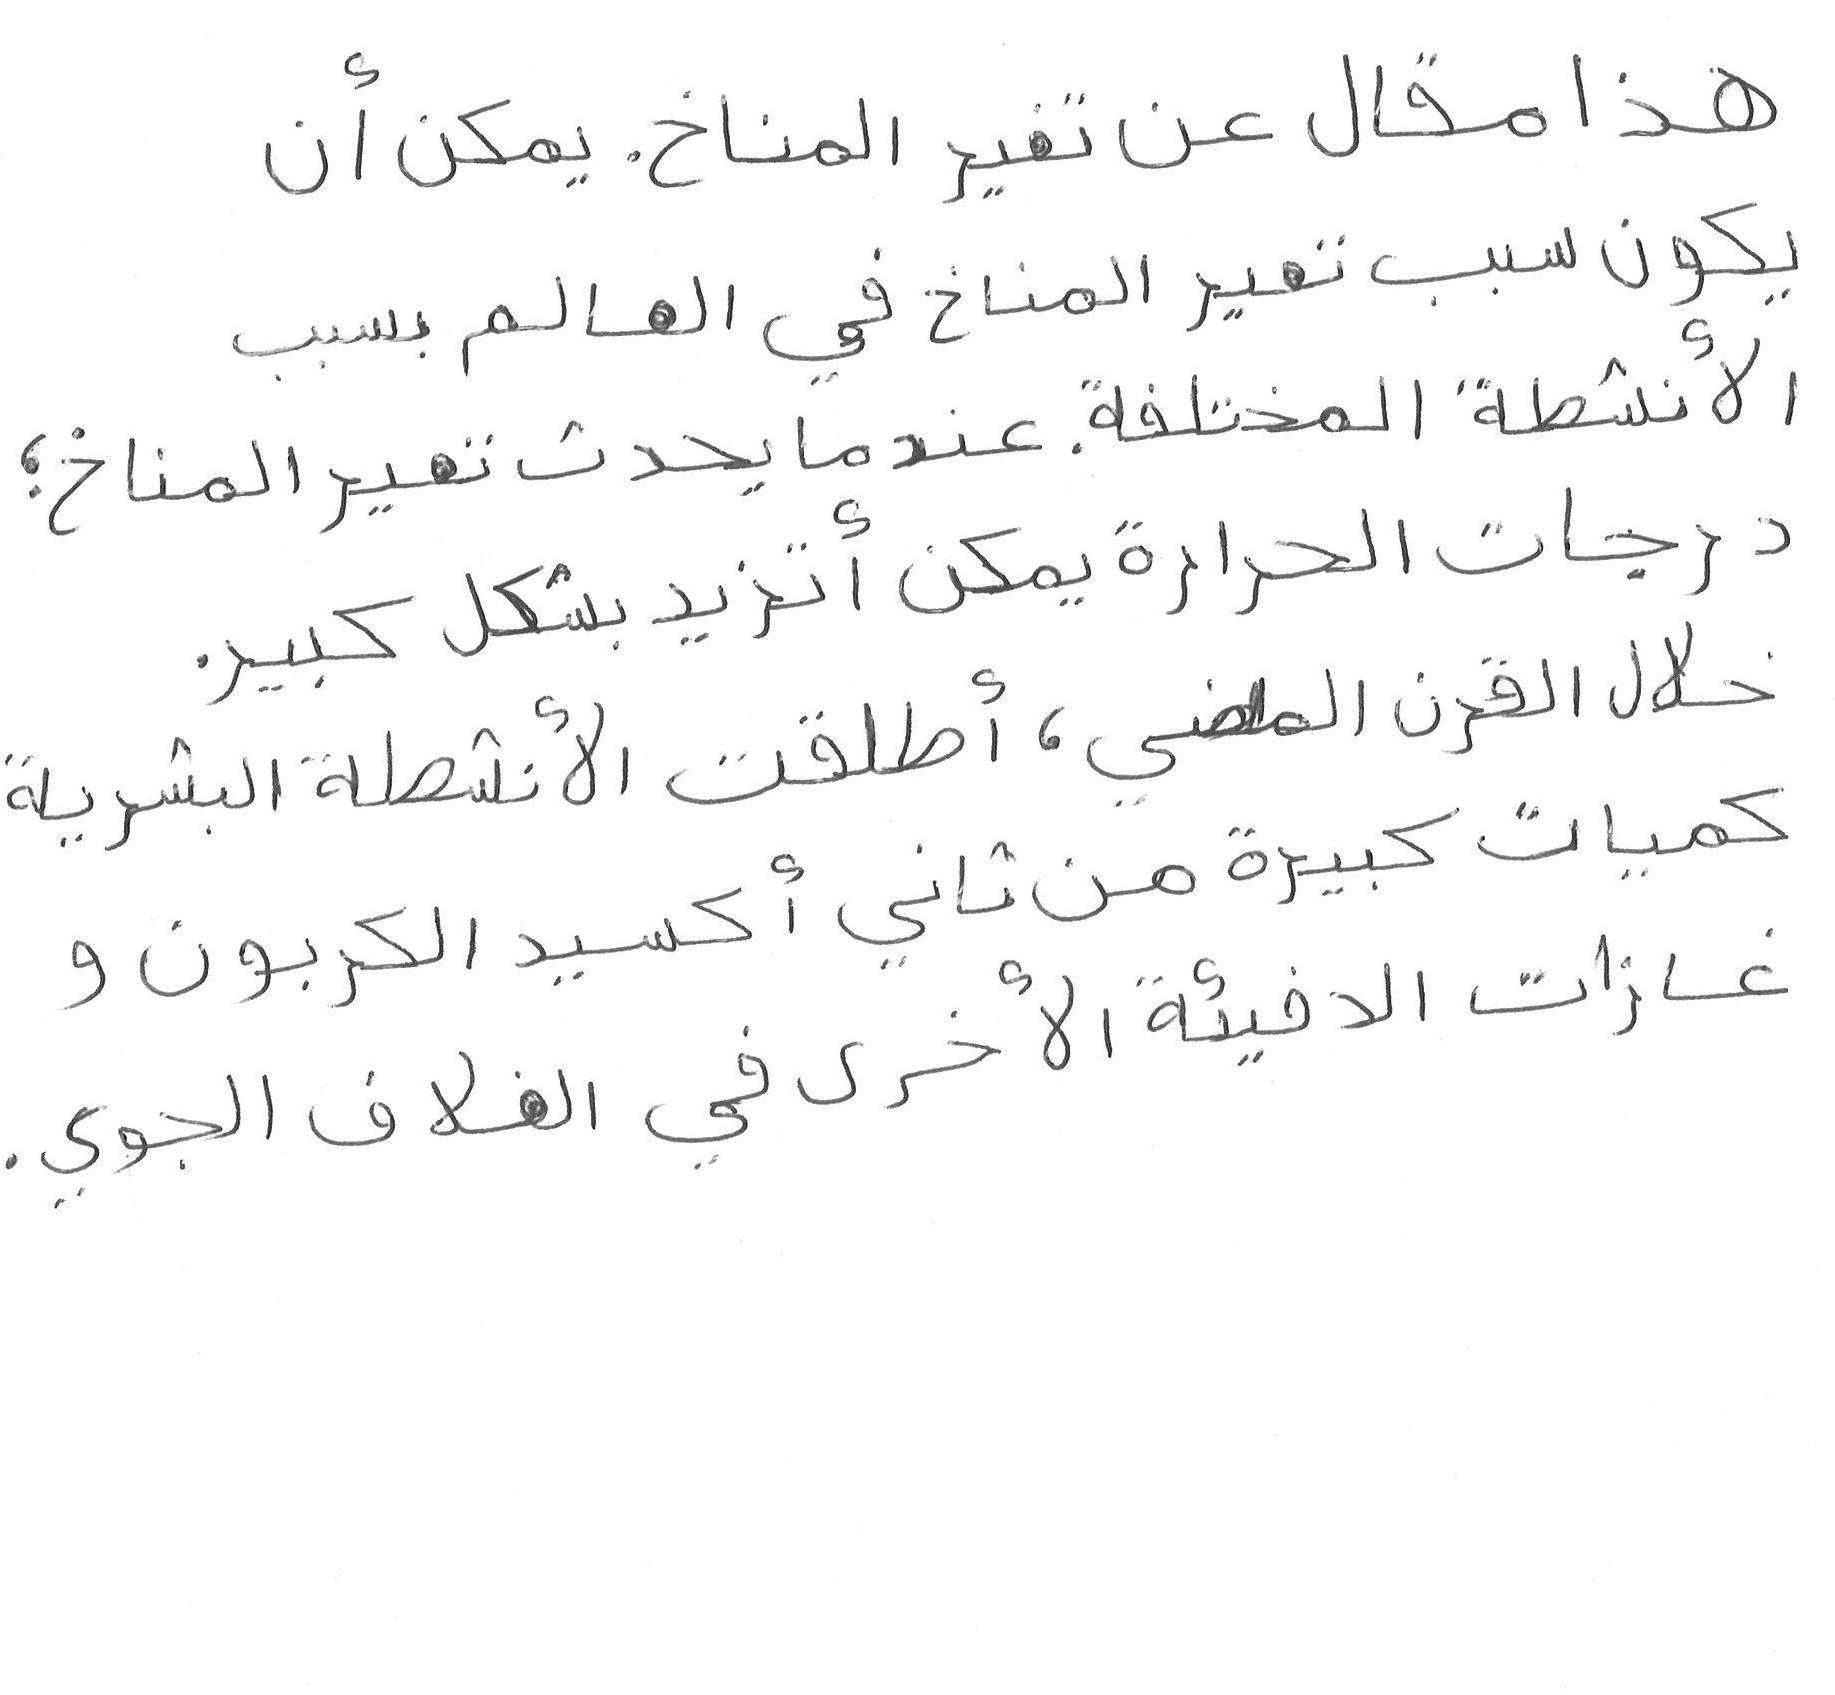 هذا مقال عن تغير المناخ. يمكن أن
يكون سبب تغير المناخ في العالم بسبب
الأنشطة المختلفة. عندما يحدث تغير المناخ؛
درجات الحرارة يمكن أتزيد بشكل كبير.
خلال القرن الماضي، أطلقت الأنشطة البشرية
كميات كبيرة من ثاني أكسيد الكربون و
غازات الدفيئة الأخرى في الغلاف الجوي.